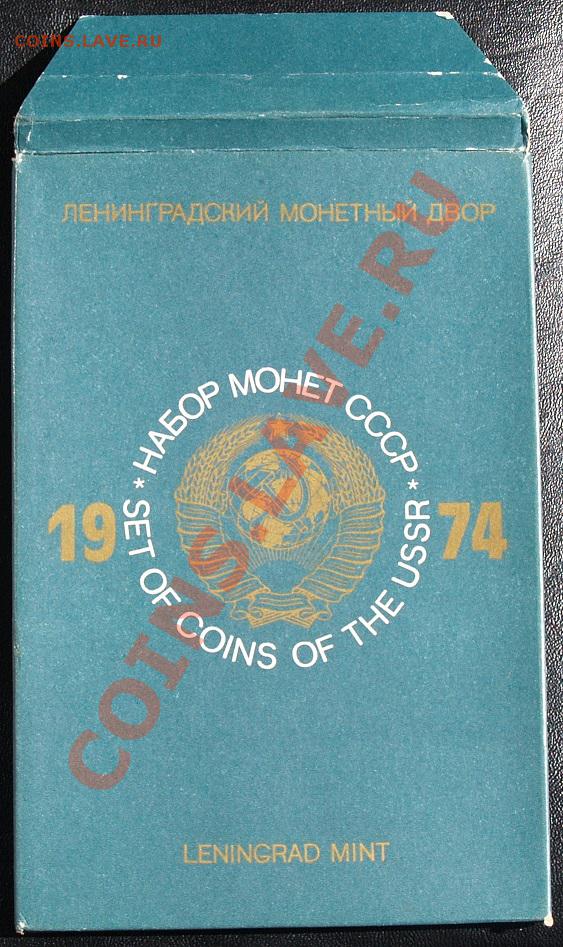 COINS.LAVE.RU
ЛЕНИНГРАДСКИЙ МОНЕТНЫЙ ДВОР
* НАБОР МОНЕТ СССР *
19 74
SET OF COINS OF THE USSR
LENINGRAD MINT
COINS.LAVE.RU